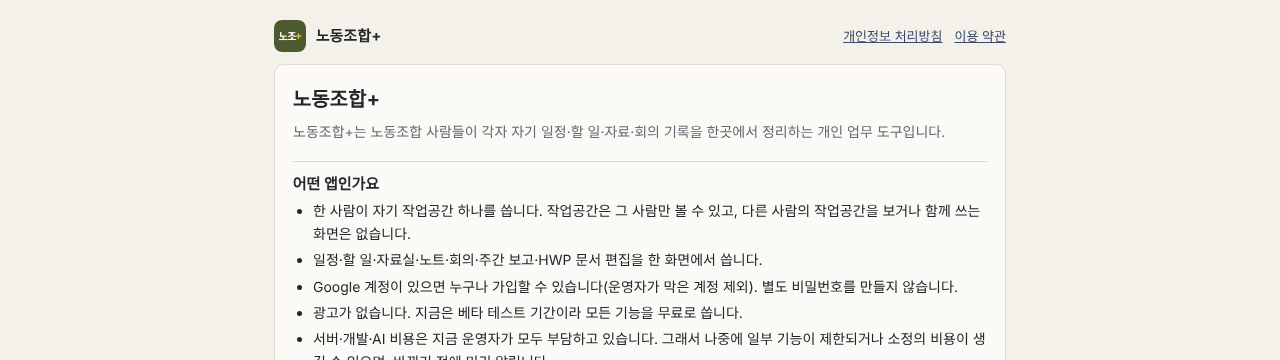 노조+
노동조합+
개인정보 처리방침 이용 약관
노동조합+
노동조합+는 노동조합 사람들이 각자 자기 일정·할 일·자료·회의 기록을 한곳에서 정리하는 개인 업무 도구입니다.
어떤 앱인가요
한 사람이 자기 작업공간 하나를 씁니다. 작업공간은 그 사람만 볼 수 있고, 다른 사람의 작업공간을 보거나 함께 쓰는
화면은 없습니다.
일정·할 일·자료실·노트·회의·주간 보고·HWP 문서 편집을 한 화면에서 씁니다.
Google 계정이 있으면 누구나 가입할 수 있습니다(운영자가 막은 계정 제외). 별도 비밀번호를 만들지 않습니다.
광고가 없습니다. 지금은 베타 테스트 기간이라 모든 기능을 무료로 씁니다.
서버·개발·AI 비용은 지금 운영자가 모두 부담하고 있습니다. 그래서 나중에 일부 기능이 제한되거나 소정의 비용이 생